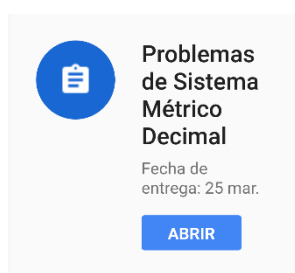 Problemas
de Sistema
Métrico
Decimal
Fecha de
entrega: 25 mar.
ABRIR